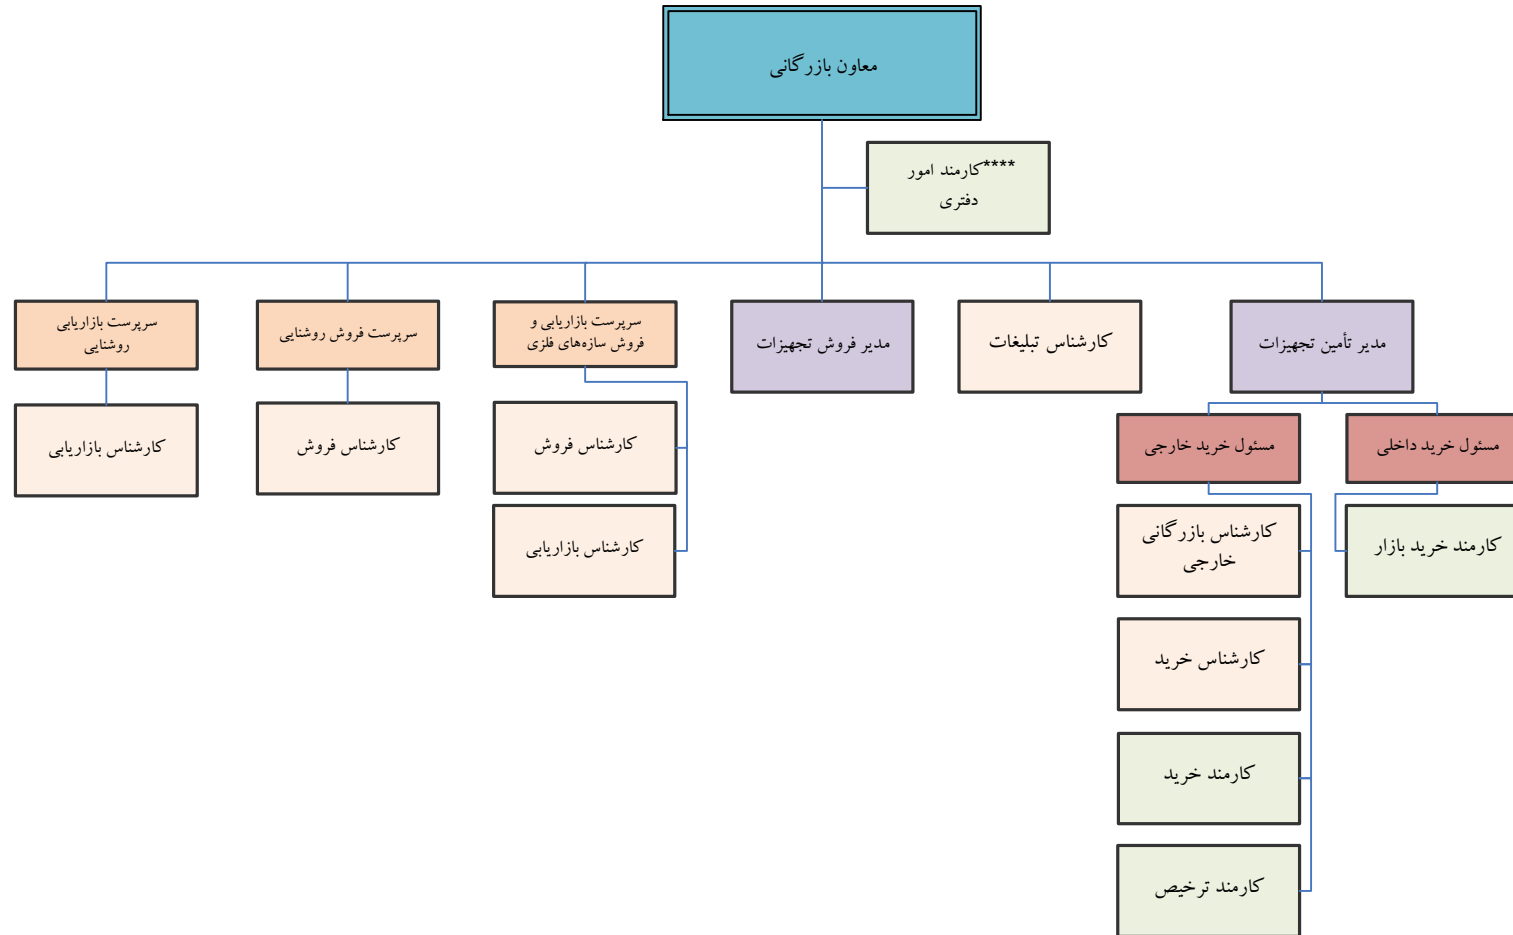 معاون بازرگانی
****کارمند امور
دفتری
مدیر تأمین تجهیزات
کارشناس تبلیغات
مدیر فروش تجهیزات
سرپرست بازاریابی و
فروش سازه‌های فلزی
سرپرست فروش روشنایی
سرپرست بازاریابی
روشنایی
مسئول خرید داخلی
مسئول خرید خارجی
کارشناس فروش
کارشناس فروش
کارشناس بازاریابی
کارمند خرید بازار
کارشناس بازرگانی
خارجی
کارشناس بازاریابی
کارشناس خرید
کارمند خرید
کارمند ترخیص